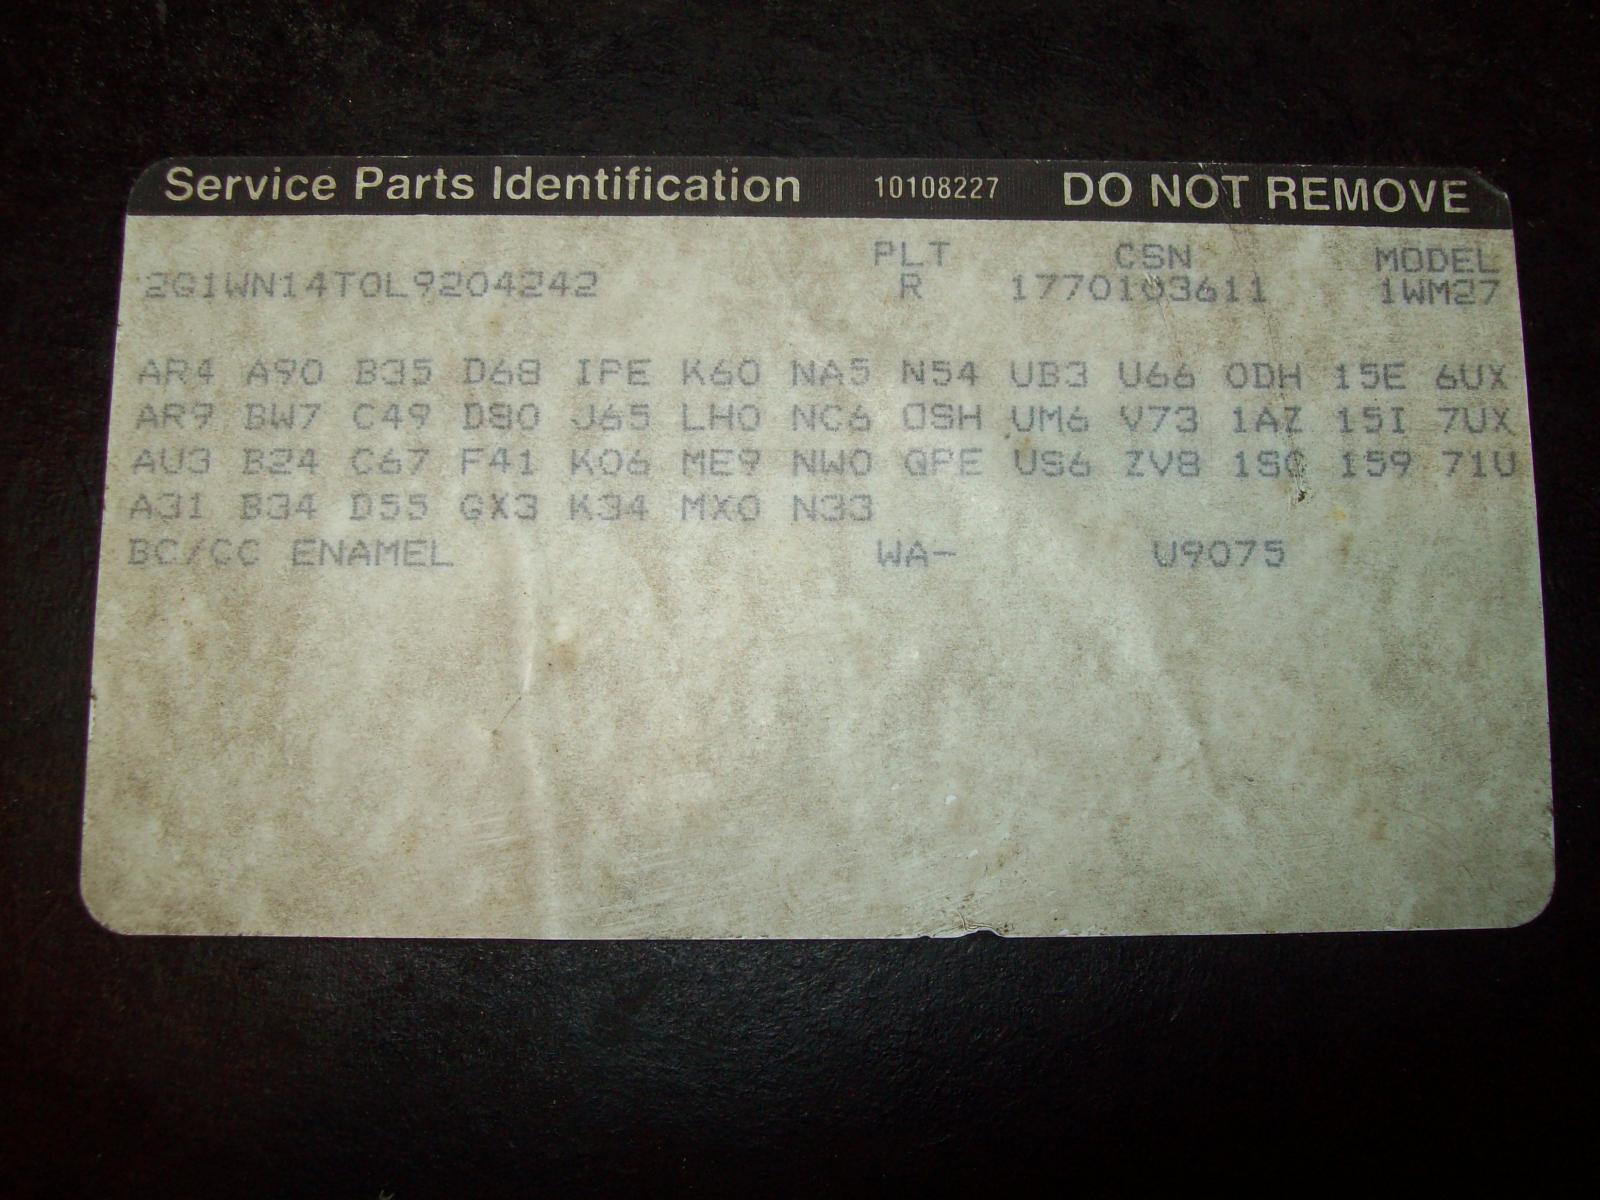 Service Parts Identification 10108227 DO NOT REMOVE
PLT CSN MODEL
2G1WN14T0L9204242 R 1770103611 1WM27
AR4 A90 B35 D68 IPE K60 NA5 N54 UB3 U66 0DH 15E 6UX
AR9 BW7 C49 D80 J65 LH0 NC6 OSH UM6 V73 1AZ 15I 7UX
AU3 B24 C67 F41 K06 ME9 NW0 QPE US6 ZV8 1SC 159 71U
A31 B34 D55 GX3 K34 MX0 N33
BC/CC ENAMEL WA- U9075